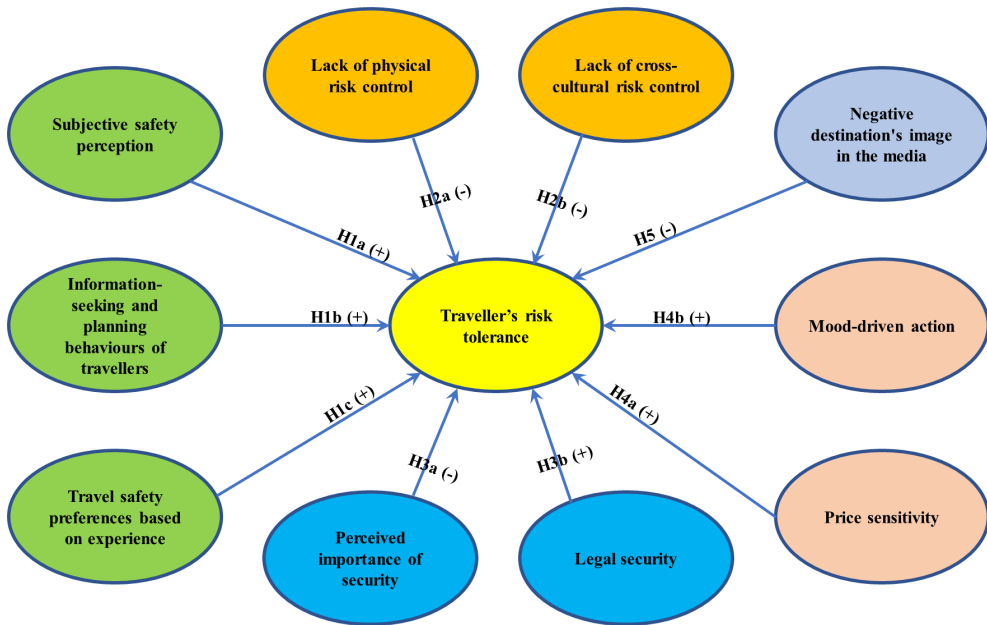 Lack of physical
risk control
Lack of cross-
cultural risk control
Subjective safety
perception
Negative
destination's image
in the media
H2a (-)
H2b (-)
H1a (+)
H5 (-)
Information-
seeking and
planning
behaviours of
travellers
H1b (+)
Traveller’s risk
tolerance
H4b (+)
Mood-driven action
H1c (+)
H3a (-)
H3b (+)
H4a (+)
Travel safety
preferences based
on experience
Perceived
importance of
security
Legal security
Price sensitivity